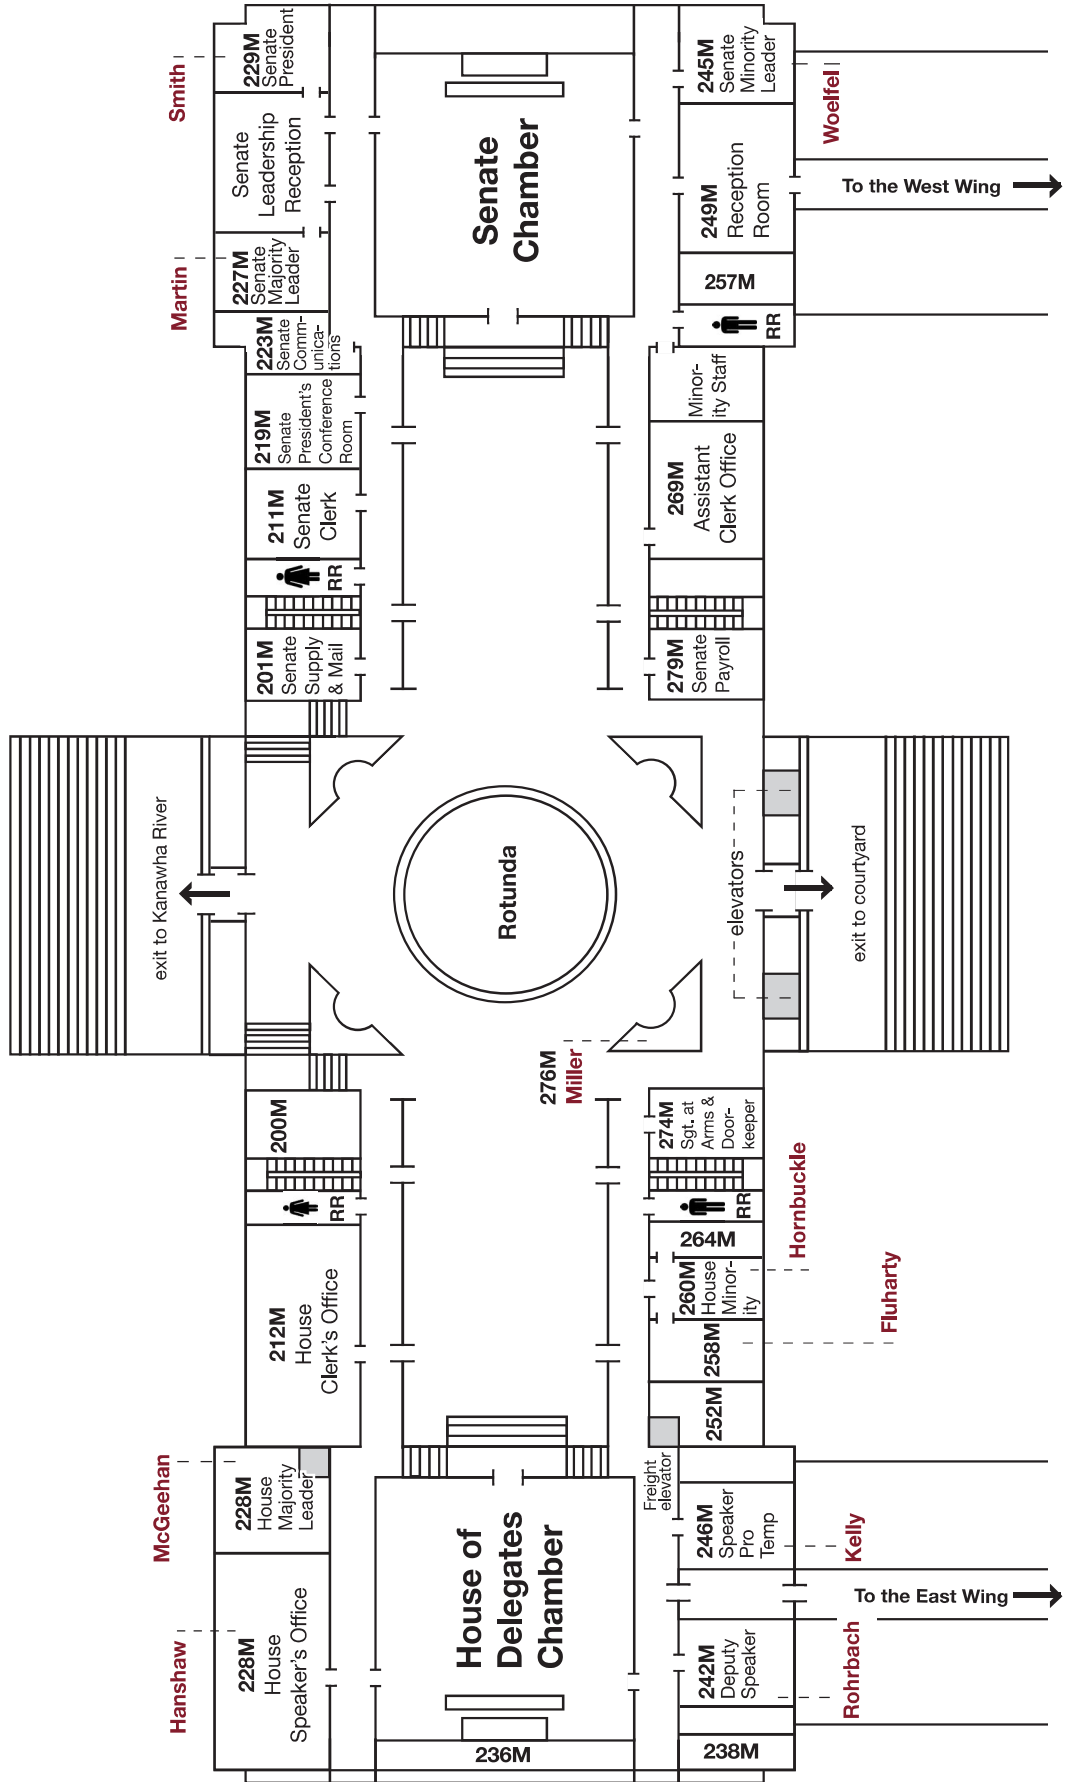 Smith
229M
Senate
President
Senate
Leadership
Reception
Martin
227M
Senate
Majority
Leader
223M
Senate
Comm-
unica-
tions
219M
Senate
President's
Conference
Room
211M
Senate
Clerk
RR
201M
Senate
Supply
& Mail
Senate
Chamber
245M
Senate
Minority
Leader
Woelfel
249M
Reception
Room
To the West Wing
257M
RR
Minor-
ity Staff
269M
Assistant
Clerk Office
279M
Senate
Payroll
exit to Kanawha River
Rotunda
elevators
exit to courtyard
276M
Miller
200M
RR
212M
House
Clerk's Office
McGeehan
228M
House
Majority
Leader
Hanshaw
228M
House
Speaker's Office
House of
Delegates
Chamber
236M
274M
Sgt. at
Arms &
Door-
keeper
RR
Hornbuckle
264M
260M
House
Minor-
ity
Fluharty
258M
252M
Freight
elevator
246M
Speaker
Pro
Temp
Kelly
To the East Wing
242M
Deputy
Speaker
Rohrbach
238M